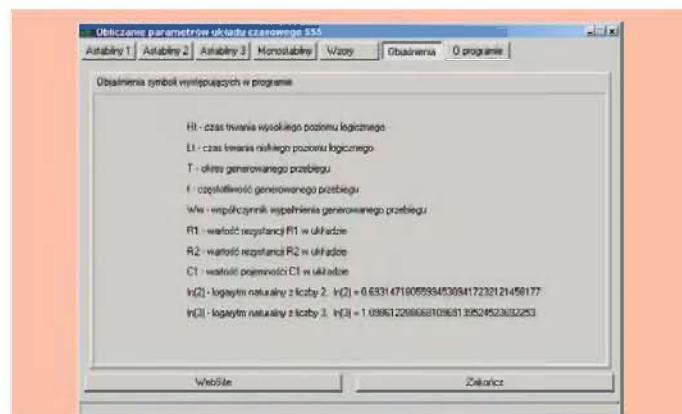 Obliczanie parametrów układu czasowego 555
Astabilny 1 Astabilny 2 Astabilny 3 Monostabilny Wzory Objaśnienia O programie
Objaśnienia symboli występujących w programie
Ht - czas trwania wysokiego poziomu logicznego
Lt - czas trwania niskiego poziomu logicznego
T - okres generowanego przebiegu
f - częstotliwość generowanego przebiegu
Ww - współczynnik wypełnienia generowanego przebiegu
R1 - wartość rezystancji R1 w układzie
R2 - wartość rezystancji R2 w układzie
C1 - wartość pojemności C1 w układzie
ln(2) - logarytm naturalny z liczby 2. ln(2) = 0.693147180559945309417232121458177
ln(3) - logarytm naturalny z liczby 3. ln(3) =
WebSite Zakończ